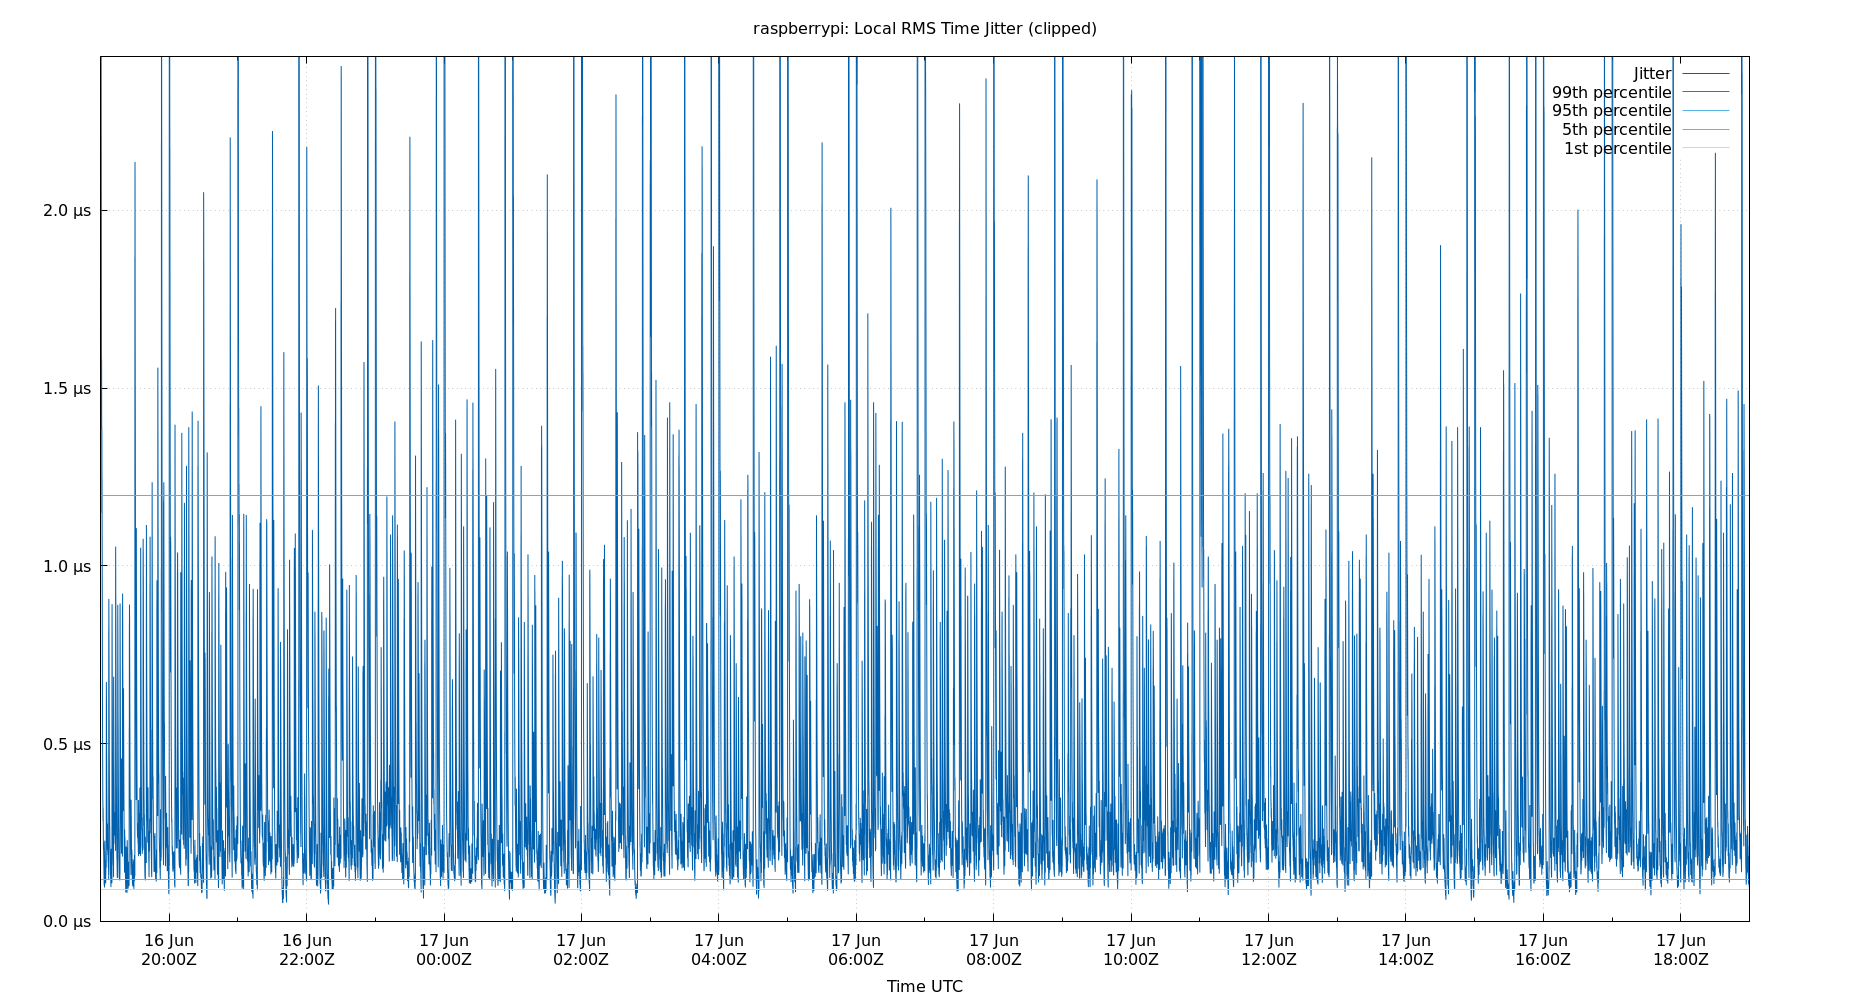 raspberrypi: Local RMS Time Jitter (clipped)
Jitter
99th percentile
95th percentile
5th percentile
1st percentile
2.0 µs
1.5 µs
1.0 µs
0.5 µs
0.0 µs
16 Jun 16 Jun 17 Jun 17 Jun 17 Jun 17 Jun 17 Jun 17 Jun 17 Jun 17 Jun 17 Jun 17 Jun
20:00Z 22:00Z 00:00Z 02:00Z 04:00Z 06:00Z 08:00Z 10:00Z 12:00Z 14:00Z 16:00Z 18:00Z
Time UTC